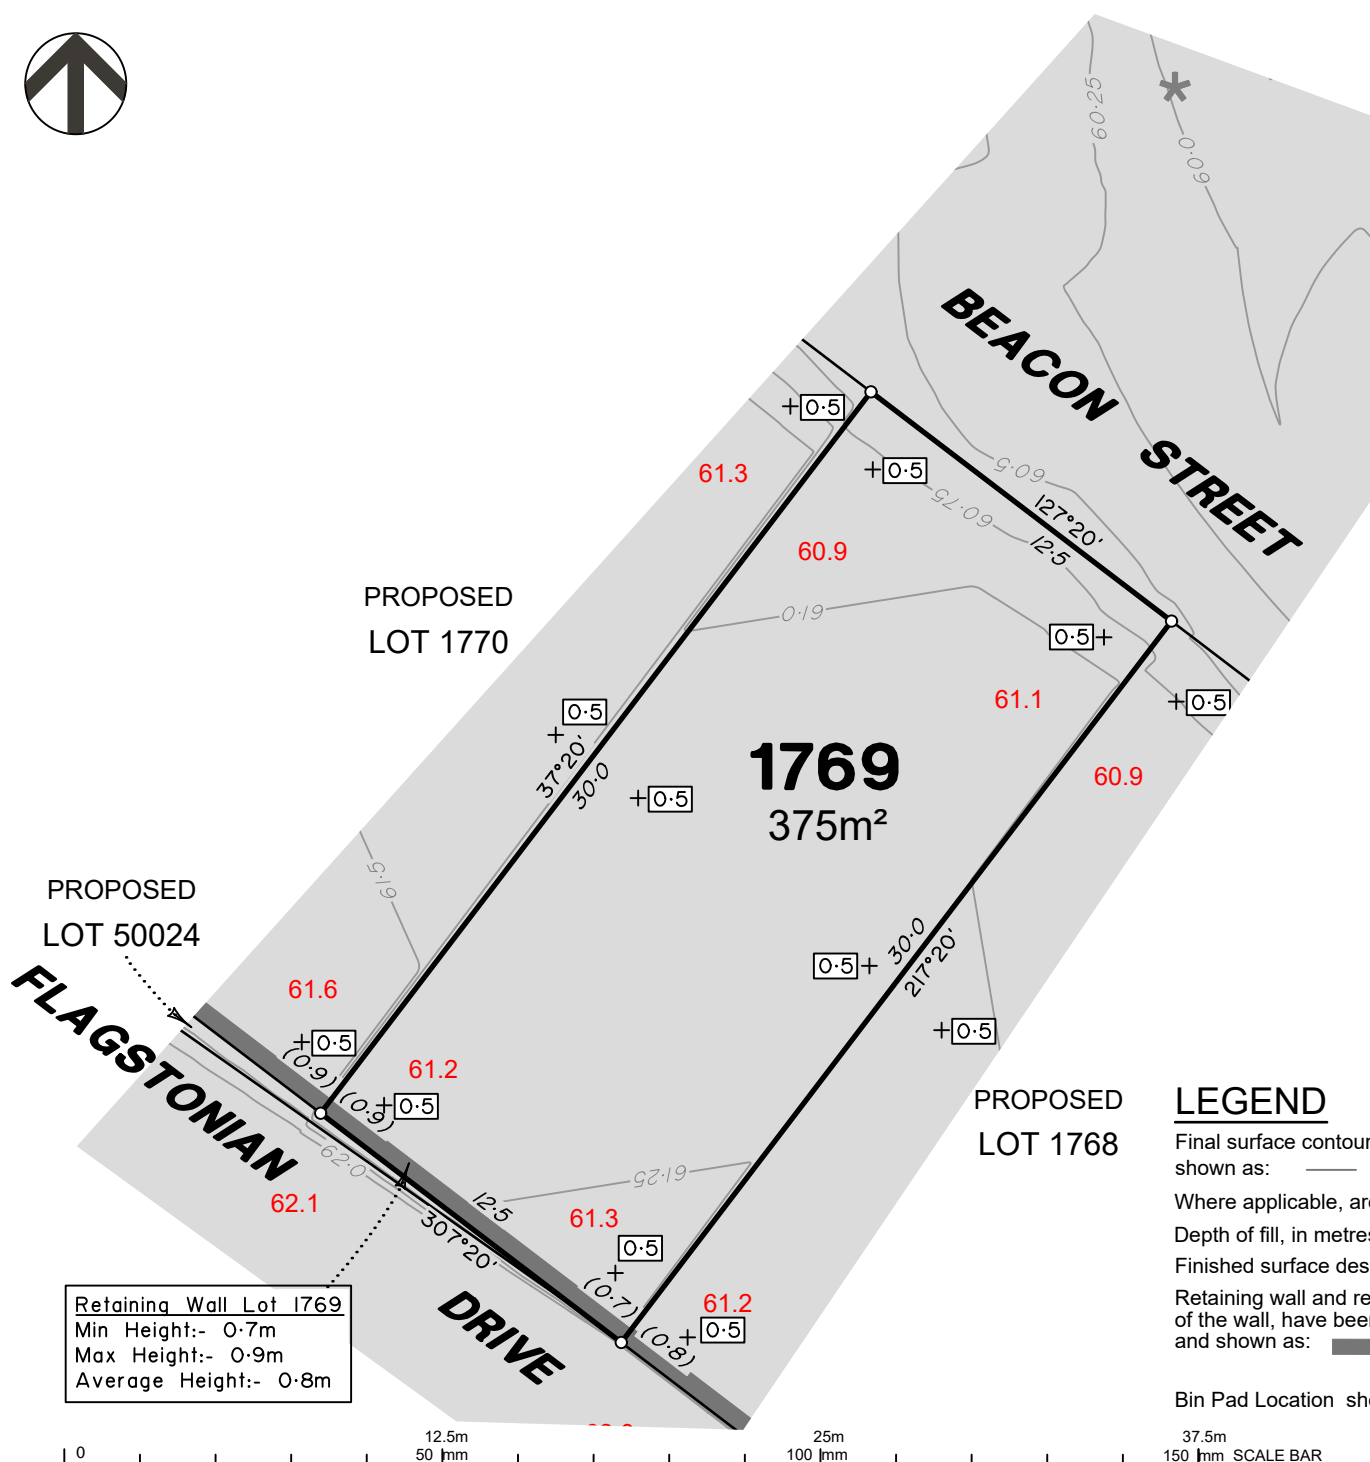 60·25
60·0
BEACON STREET
0·5
0·5
61.3
60·5
60·75
127°20'
12·5
60.9
PROPOSED
LOT 1770
61·0
0·5
0·5
61.1
0·5
37°20'
30·0
1769
375m²
60.9
0·5
61·5
PROPOSED
LOT 50024
30·0
217°20'
0·5
0·5
FLAGSTONIAN DRIVE
61.6
0·5
(0·9)
61.2
(0·9)
0·5
62·0
62.1
12·5
307°20'
61·25
61.3
0·5
(0·7)
61.2
0·5
(0·8)
PROPOSED
LOT 1768
Retaining Wall Lot 1769
Min Height:- 0·7m
Max Height:- 0·9m
Average Height:- 0·8m
LEGEND
Final surface contour
shown as:
Where applicable, are
Depth of fill, in metres
Finished surface des
Retaining wall and re
of the wall, have been
and shown as:
Bin Pad Location sho
0 12.5m 25m 37.5m
50 mm 100 mm 150 mm SCALE BAR